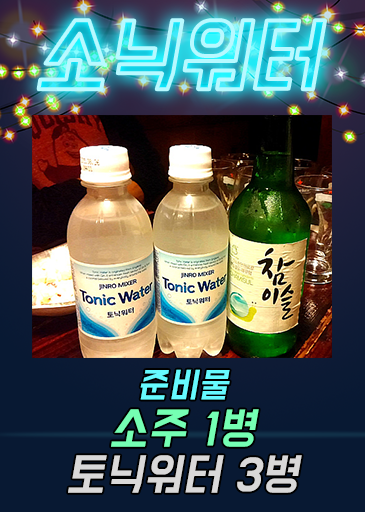 소닉워터
JINRO MIXER
Tonic Water
토닉워터
JINRO MIXER
Tonic Water
토닉워터
참이슬
준비물
소주 1병
토닉워터 3병